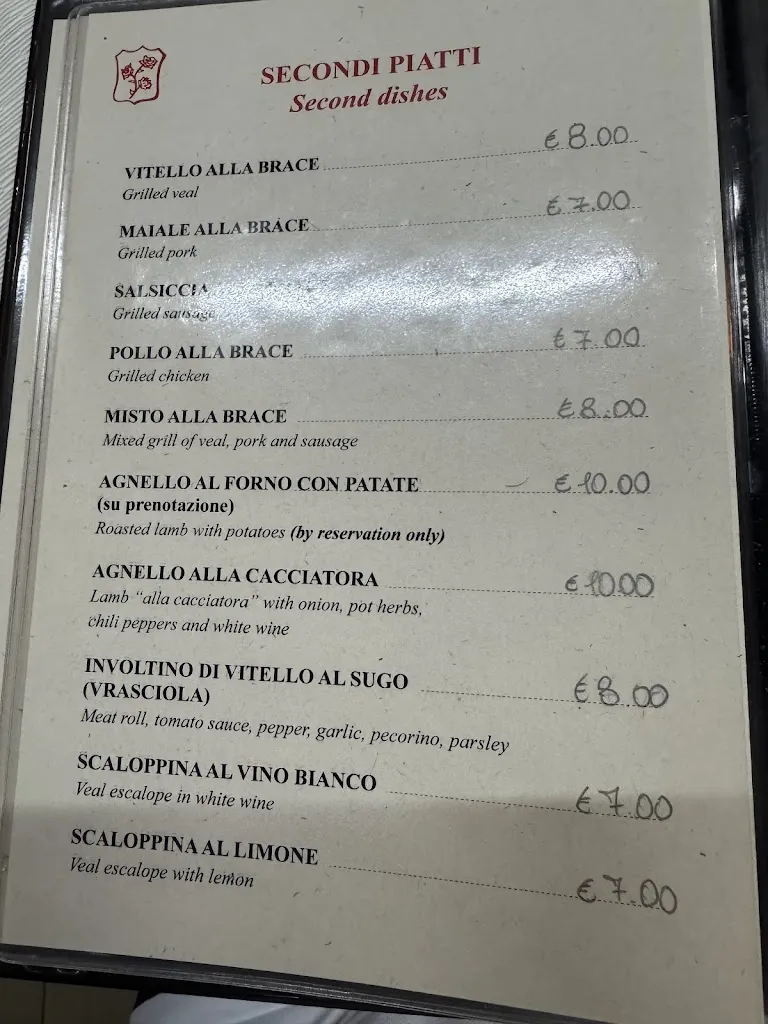 SECONDI PIATTI
Second dishes
VITELLO ALLA BRACE € 8.00
Grilled veal
MAIALE ALLA BRACE € 7.00
Grilled pork
SALSICCIA
Grilled sausage
POLLO ALLA BRACE € 7.00
Grilled chicken
MISTO ALLA BRACE € 8.00
Mixed grill of veal, pork and sausage
AGNELLO AL FORNO CON PATATE € 10.00
(su prenotazione)
Roasted lamb with potatoes (by reservation only)
AGNELLO ALLA CACCIATORA € 10.00
Lamb “alla cacciatora” with onion, pot herbs,
chili peppers and white wine
INVOLTINO DI VITELLO AL SUGO
(VRASCIOLA) € 8.00
Meat roll, tomato sauce, pepper, garlic, pecorino, parsley
SCALOPPINA AL VINO BIANCO € 7.00
Veal escalope in white wine
SCALOPPINA AL LIMONE € 7.00
Veal escalope with lemon